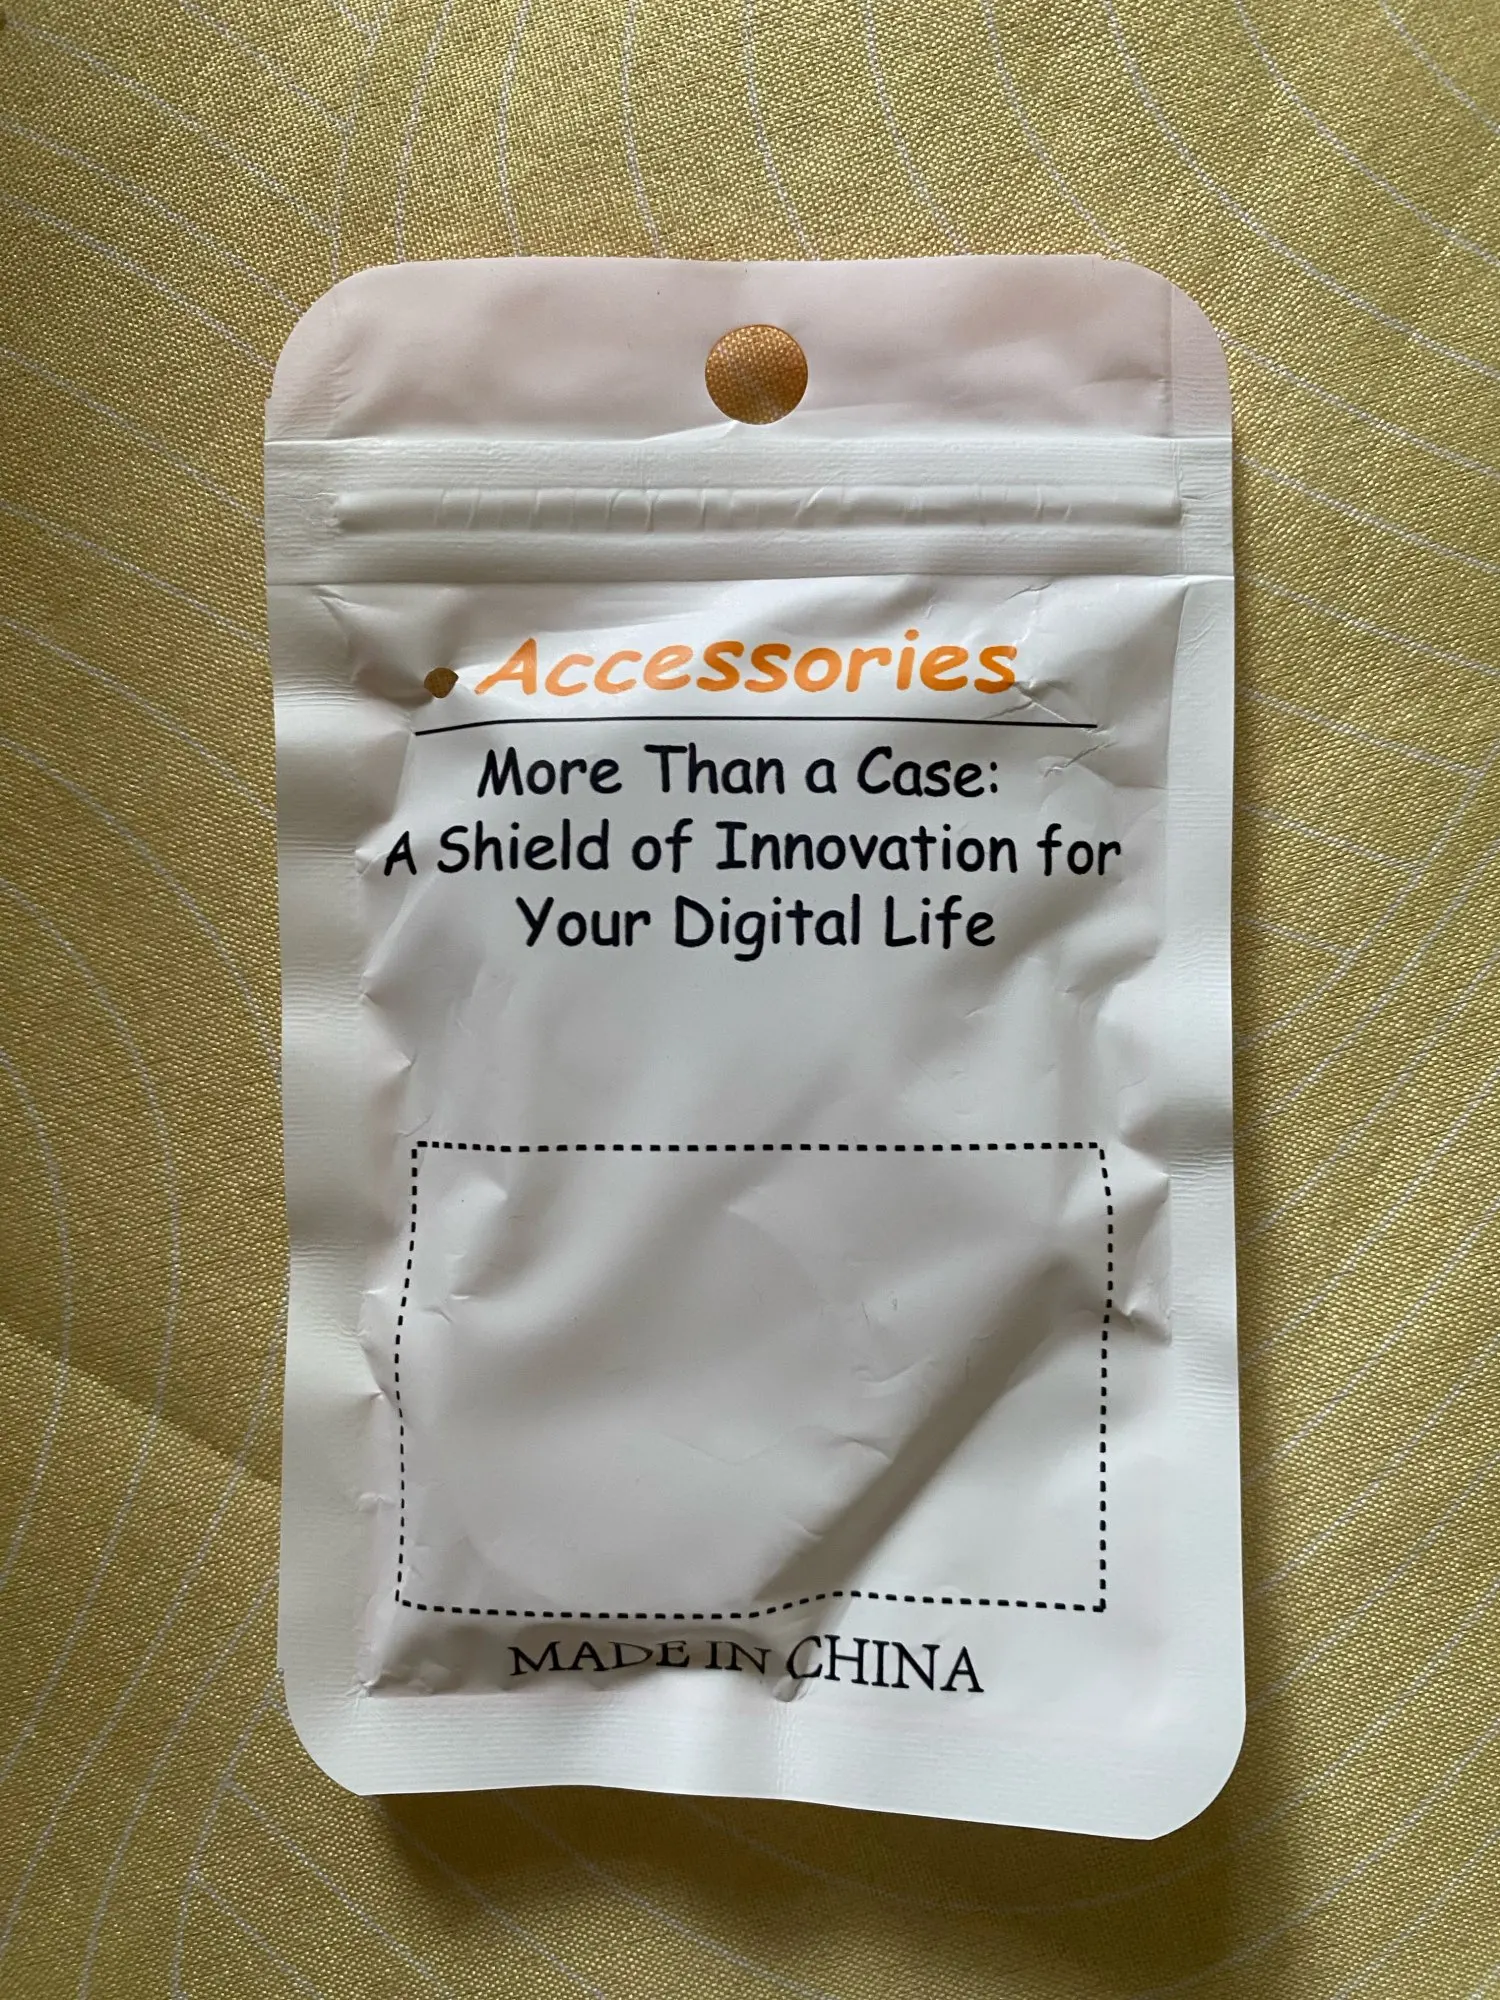 Accessories
More Than a Case:
A Shield of Innovation for
Your Digital Life
MADE IN CHINA